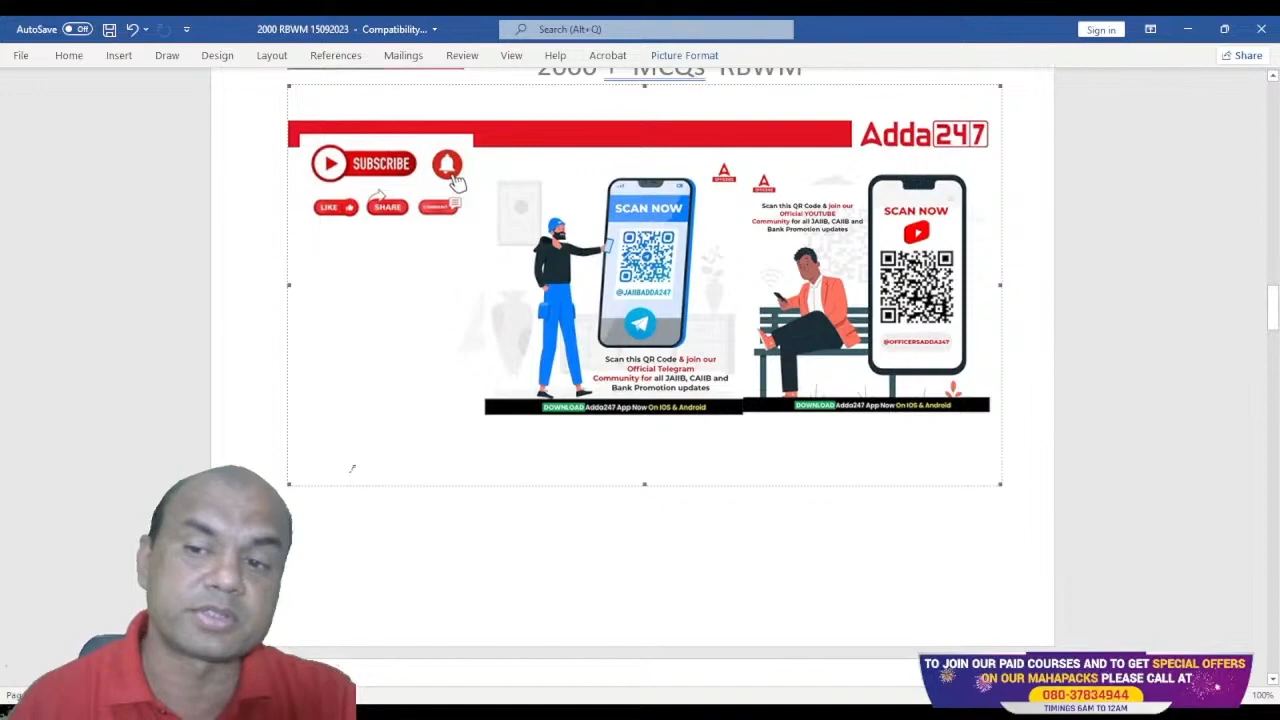 AutoSave Off 2000 RBWM 15092023 - Compatibility... Search (Alt+Q) Sign in
File Home Insert Draw Design Layout References Mailings Review View Help Acrobat Picture Format Share
2000 + MCQs RBWM
Adda247
SUBSCRIBE
LIKE SHARE COMMENT
SCAN NOW
@JAIIBADDA247
Scan this QR Code & join our
Official Telegram
Community for all JAIIB, CAIIB and
Bank Promotion updates
DOWNLOAD Adda247 App Now On IOS & Android
Scan this QR Code & join our
Official YOUTUBE
Community for all JAIIB, CAIIB and
Bank Promotion updates
SCAN NOW
@OFFICERSADDA247
DOWNLOAD Adda247 App Now On IOS & Android
TO JOIN OUR PAID COURSES AND TO GET SPECIAL OFFERS
ON OUR MAHAPACKS PLEASE CALL AT
080-37834944
TIMINGS 6AM TO 12AM
100%